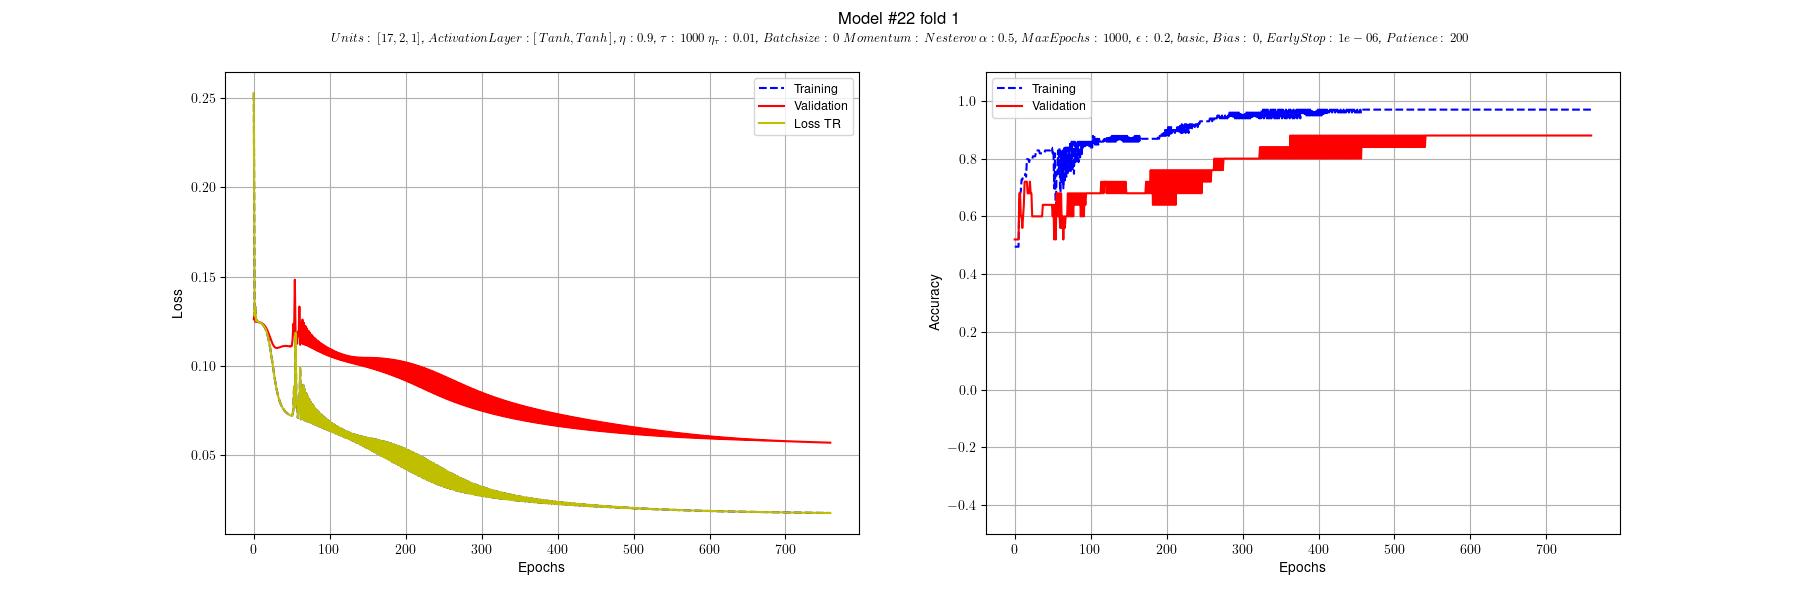 Model #22 fold 1
Units : [17, 2, 1], ActivationLayer : [Tanh, Tanh], η : 0.9, τ : 1000 ητ : 0.01, Batchsize : 0 Momentum : Nesterov α : 0.5, MaxEpochs : 1000, ϵ : 0.2, basic, Bias : 0, EarlyStop : 1e − 06, Patience : 200
Training
Validation
Loss TR
0.25
0.20
0.15
0.10
0.05
Loss
0 100 200 300 400 500 600 700
Epochs
Training
Validation
1.0
0.8
0.6
0.4
0.2
0.0
−0.2
−0.4
Accuracy
0 100 200 300 400 500 600 700
Epochs